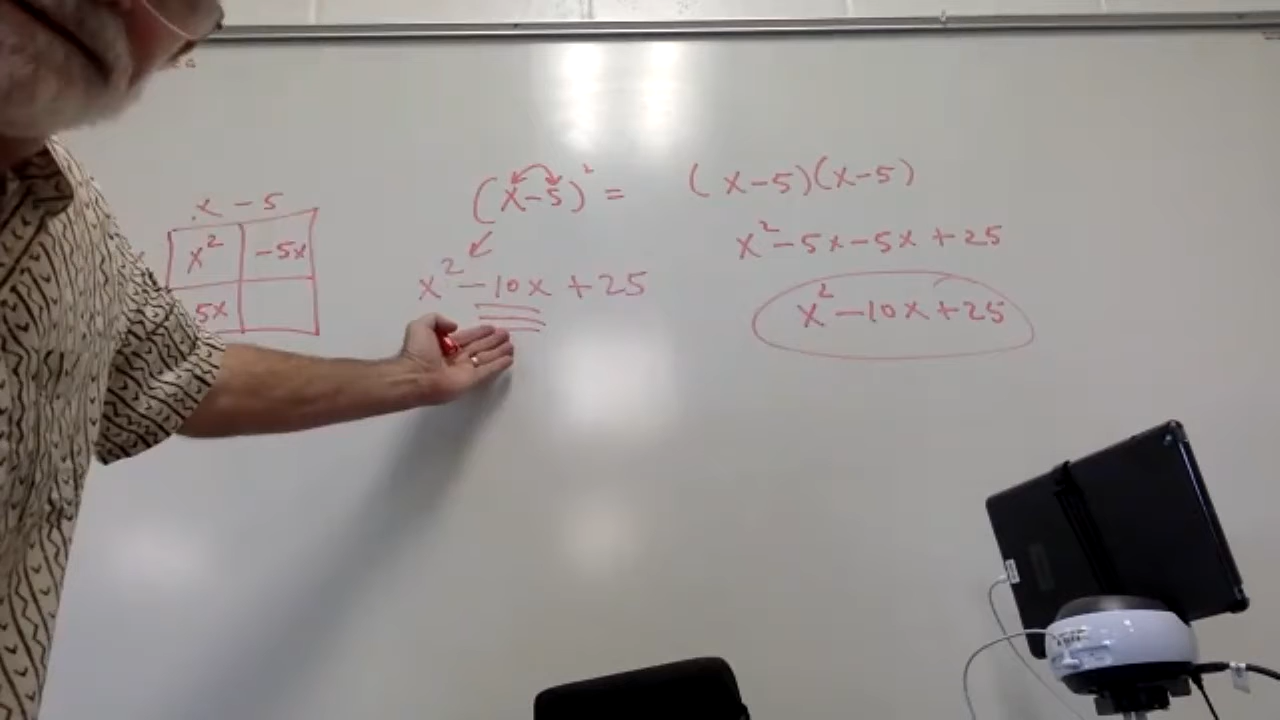 x - 5
x² -5x
5x
(x-5)² = (x-5)(x-5)
x² -5x -5x +25
x² -10x +25
x² -10x +25